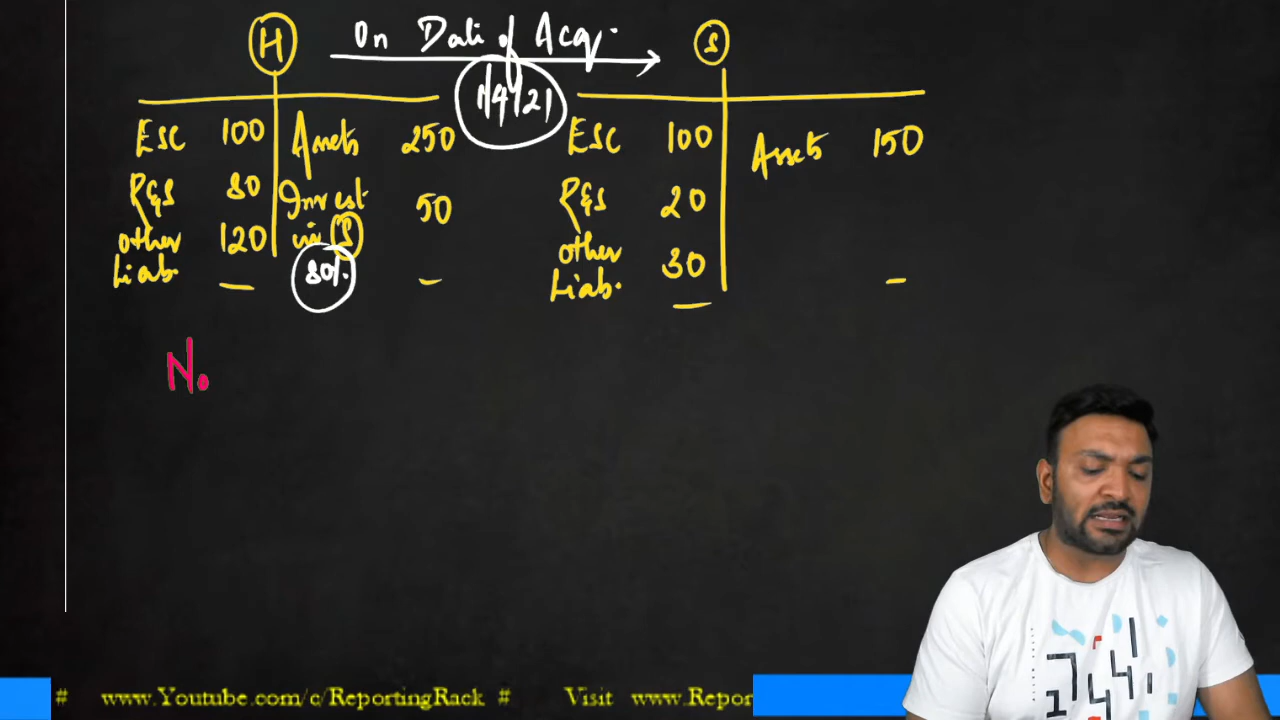 H On Date of Acq. S
1/4/21
ESC 100 Assets 250
R&S 80 Invest 50
other 120 in S
Liab. 80%
ESC 100 Assets 150
R&S 20
other 30
Liab.
No
# www.Youtube.com/c/ReportingRack # Visit www.Repor